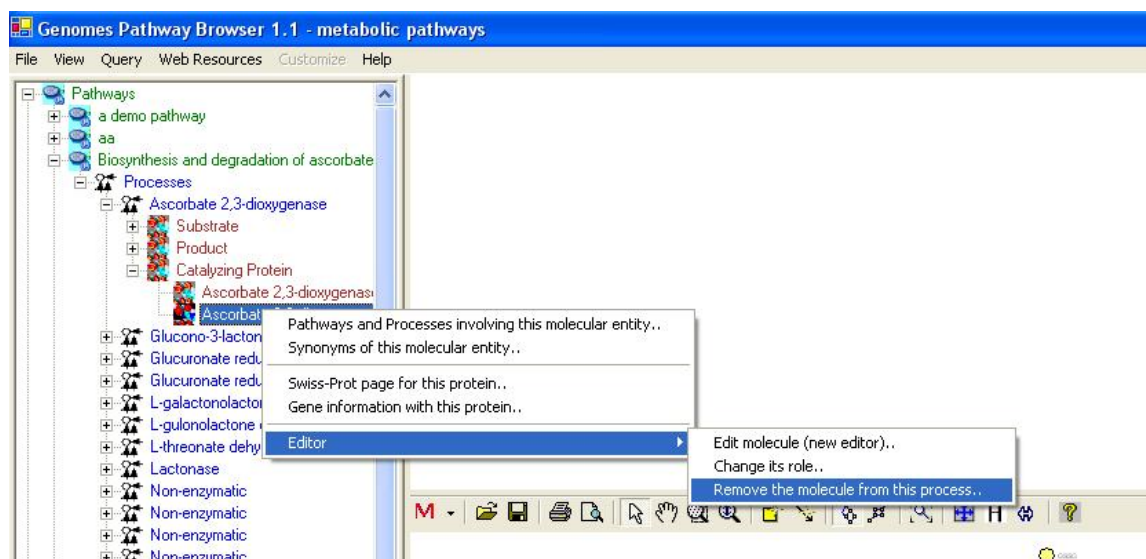 Genomes Pathway Browser 1.1 - metabolic pathways
File View Query Web Resources Customize Help
Pathways
a demo pathway
aa
Biosynthesis and degradation of ascorbate
Processes
Ascorbate 2,3-dioxygenase
Substrate
Product
Catalyzing Protein
Ascorbate 2,3-dioxygenas
Ascorbat
Pathways and Processes involving this molecular entity..
Synonyms of this molecular entity..
Swiss-Prot page for this protein..
Gene information with this protein..
Editor
Edit molecule (new editor)..
Change its role..
Remove the molecule from this process..
Glucono-3-lacton
Glucuronate redu
Glucuronate redu
L-galactonolacto
L-gulonolactone
L-threonate dehy
Lactonase
Non-enzymatic
Non-enzymatic
Non-enzymatic
Non-enzymatic
M
H